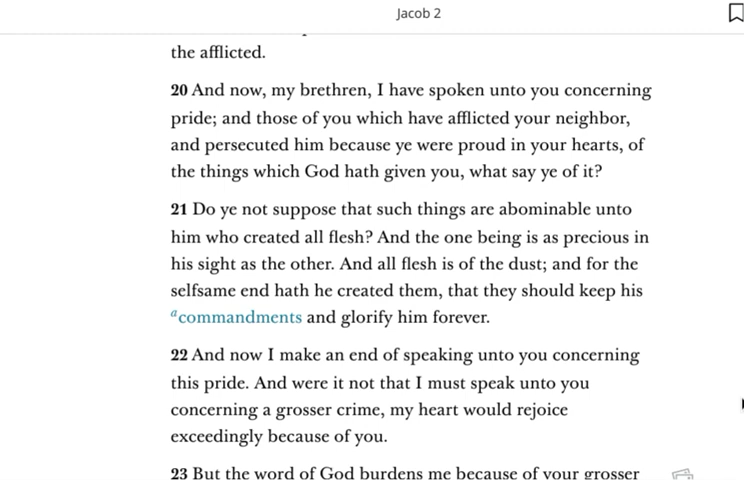 Jacob 2
the afflicted.
20 And now, my brethren, I have spoken unto you concerning
pride; and those of you which have afflicted your neighbor,
and persecuted him because ye were proud in your hearts, of
the things which God hath given you, what say ye of it?
21 Do ye not suppose that such things are abominable unto
him who created all flesh? And the one being is as precious in
his sight as the other. And all flesh is of the dust; and for the
selfsame end hath he created them, that they should keep his
a commandments and glorify him forever.
22 And now I make an end of speaking unto you concerning
this pride. And were it not that I must speak unto you
concerning a grosser crime, my heart would rejoice
exceedingly because of you.
23 But the word of God burdens me because of your grosser